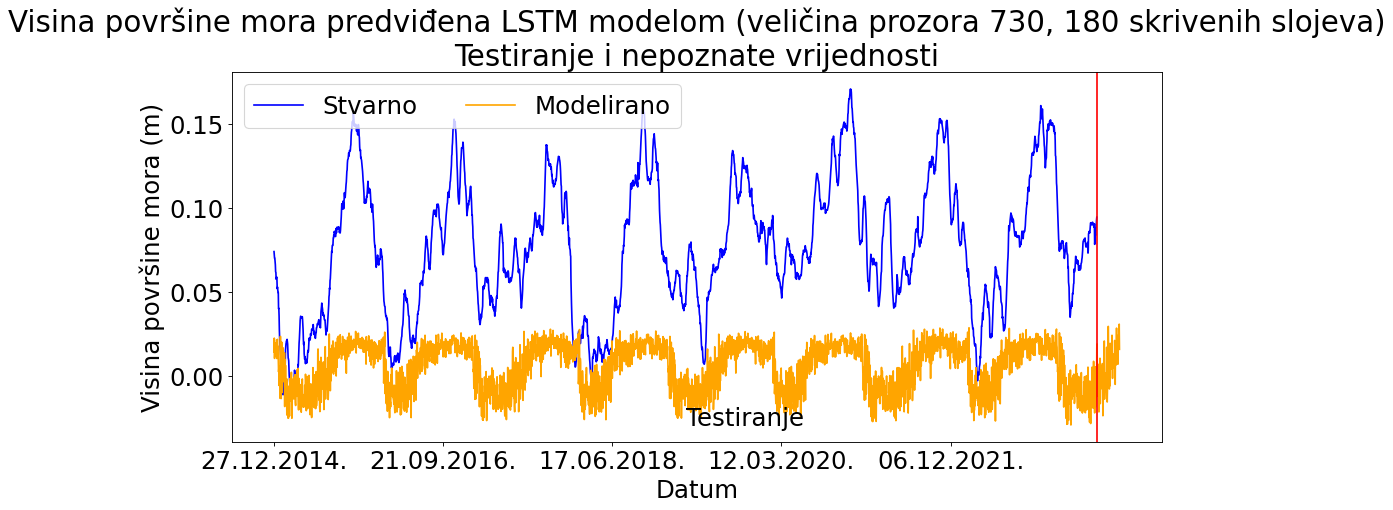 Visina površine mora predviđena LSTM modelom (veličina prozora 730, 180 skrivenih slojeva)
Testiranje i nepoznate vrijednosti
Stvarno Modelirano
Visina površine mora (m)
0.15
0.10
0.05
0.00
Testiranje
27.12.2014. 21.09.2016. 17.06.2018. 12.03.2020. 06.12.2021.
Datum